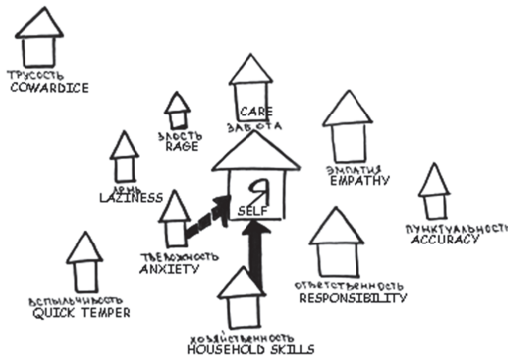 ТРУСОСТЬ
COWARDICE
CARE
ЗАБОТА
ЗЛОСТЬ
RAGE
ЭМПАТИЯ
EMPATHY
ЛЕНЬ
LAZINESS
Я
SELF
ПУНКТУАЛЬНОСТЬ
ACCURACY
ТРЕВОЖНОСТЬ
ANXIETY
ОТВЕТСТВЕННОСТЬ
RESPONSIBILITY
ВСПЫЛЬЧИВОСТЬ
QUICK TEMPER
ХОЗЯЙСТВЕННОСТЬ
HOUSEHOLD SKILLS